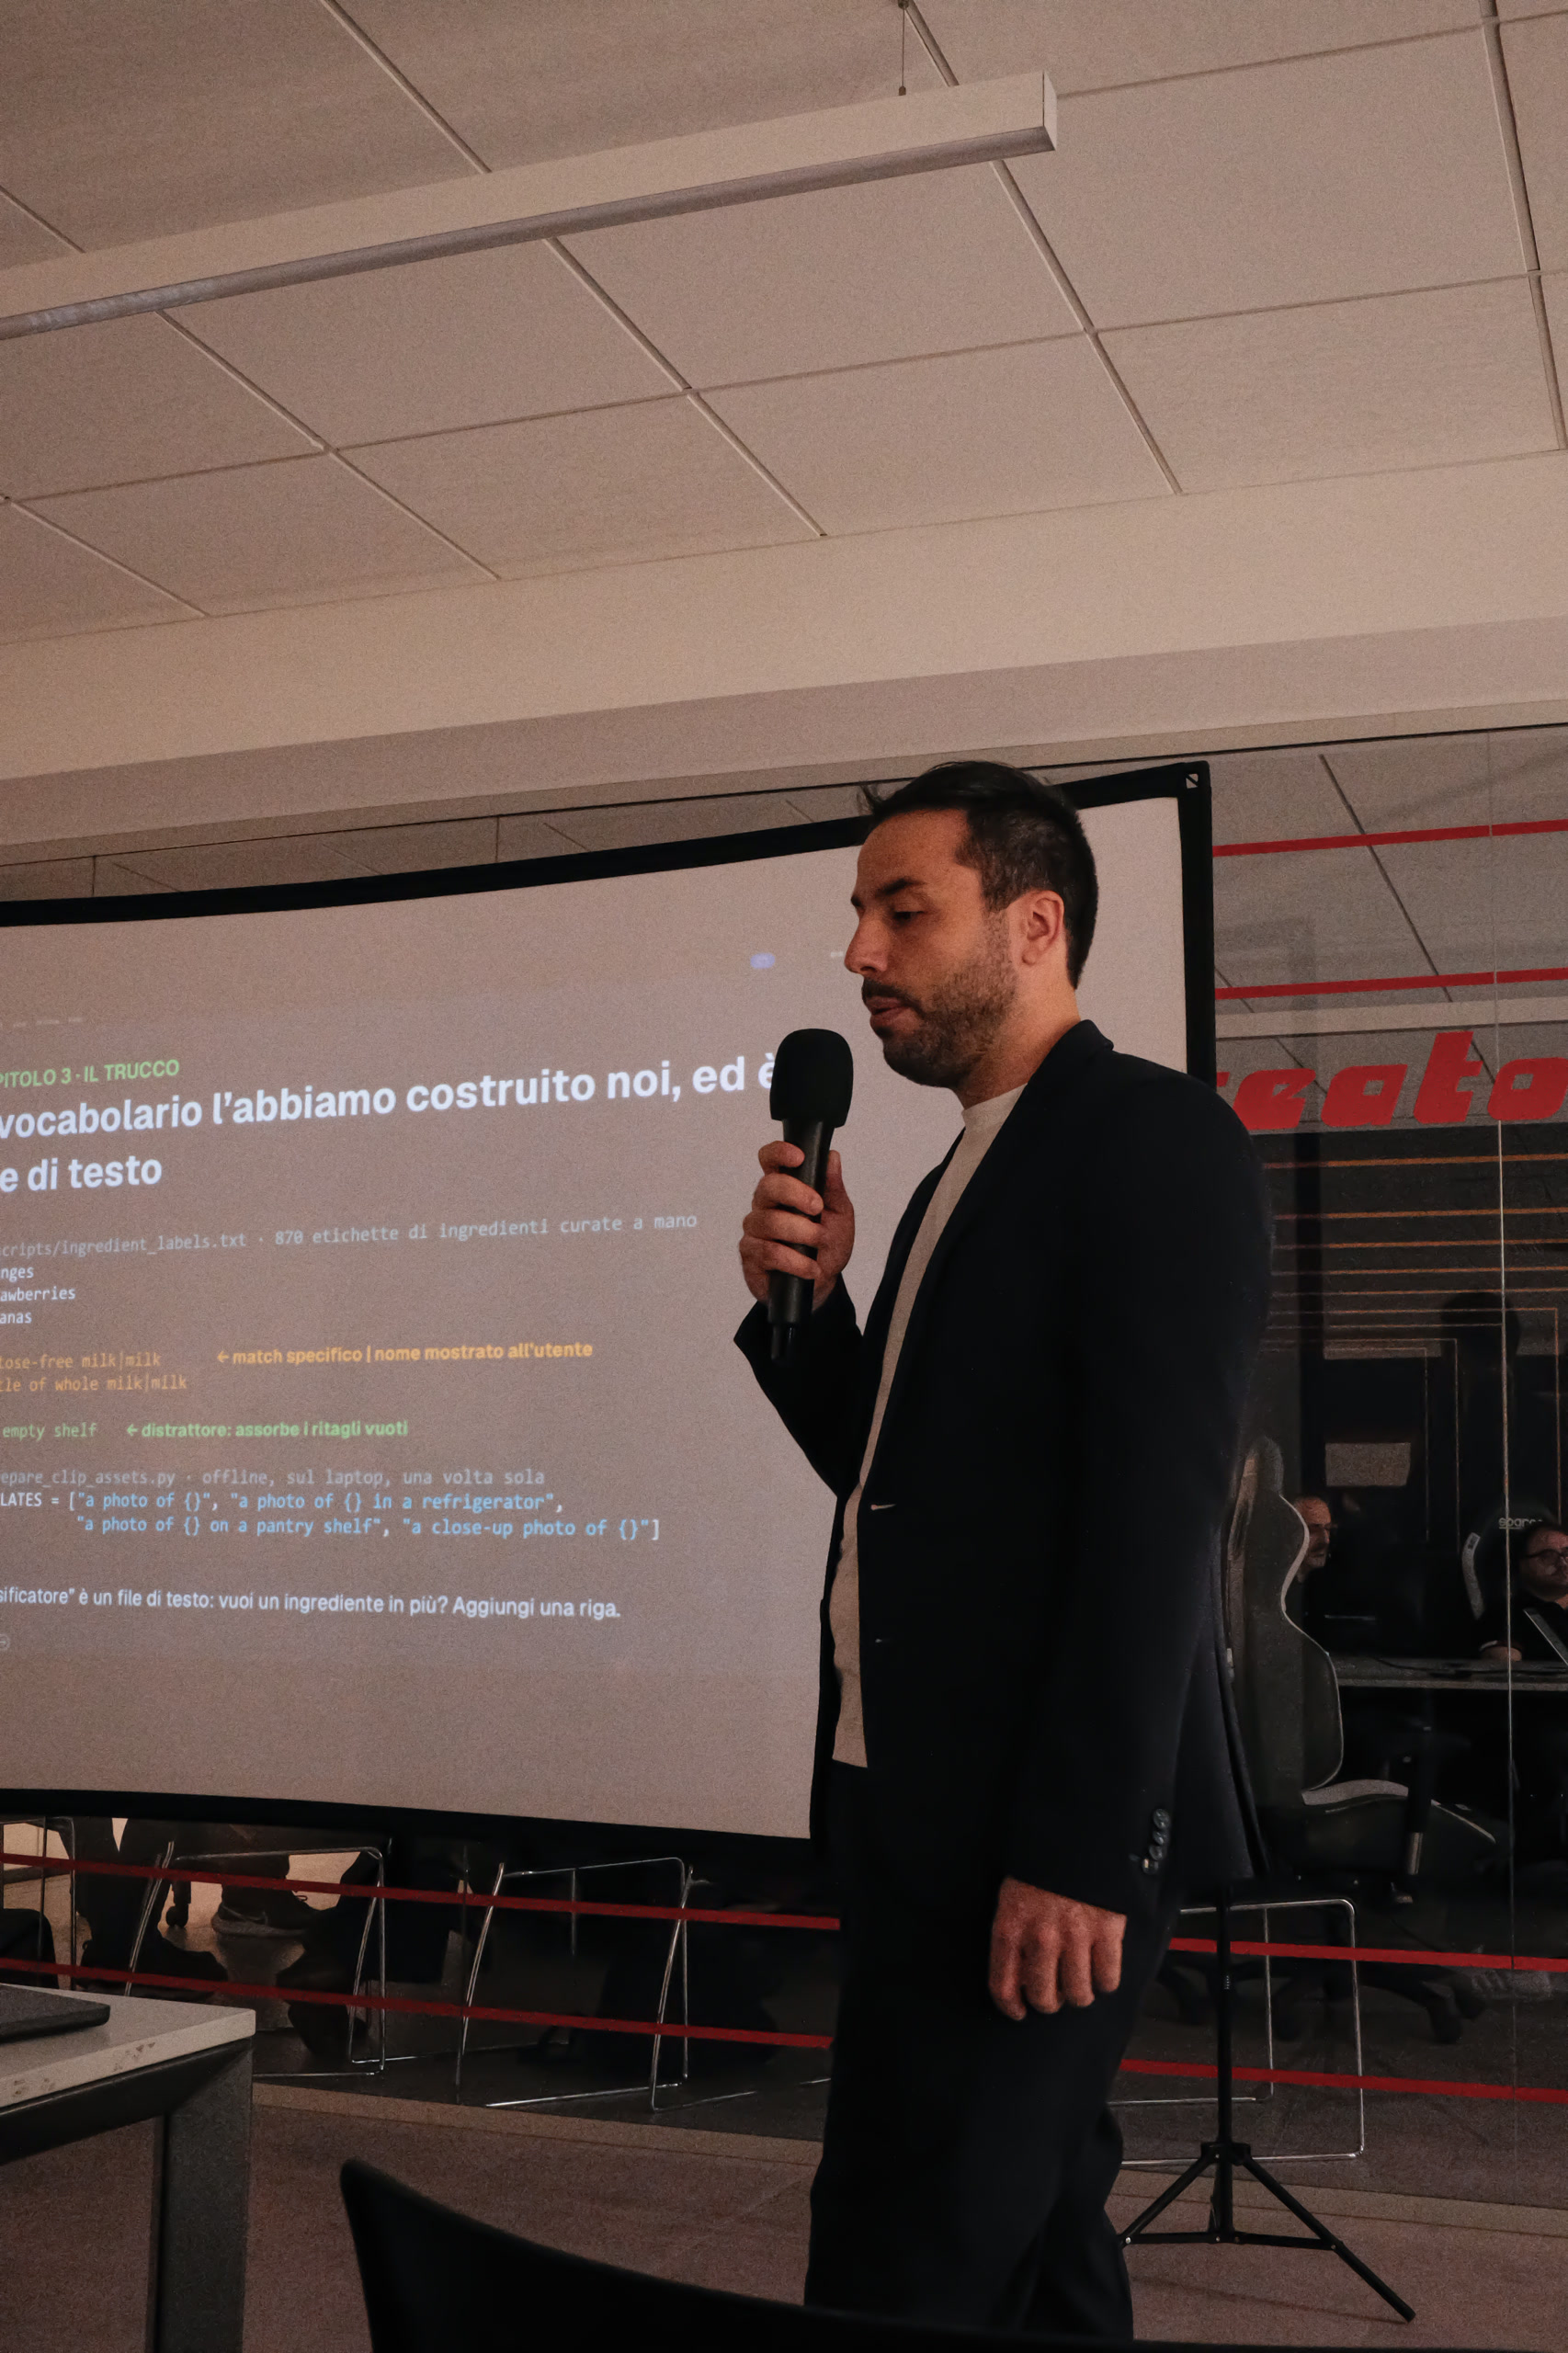 PITOLO 3 · IL TRUCCO
vocabolario l'abbiamo costruito noi, ed è
e di testo
cripts/ingredient_labels.txt · 870 etichette di ingredienti curate a mano
nges
awberries
anas
tose-free milk|milk ← match specifico | nome mostrato all'utente
tle of whole milk|milk
empty shelf ← distrattore: assorbe i ritagli vuoti
epare_clip_assets.py · offline, sul laptop, una volta sola
LATES = ["a photo of {}", "a photo of {} in a refrigerator",
"a photo of {} on a pantry shelf", "a close-up photo of {}"]
sificatore" è un file di testo: vuoi un ingrediente in più? Aggiungi una riga.
eato
sparco